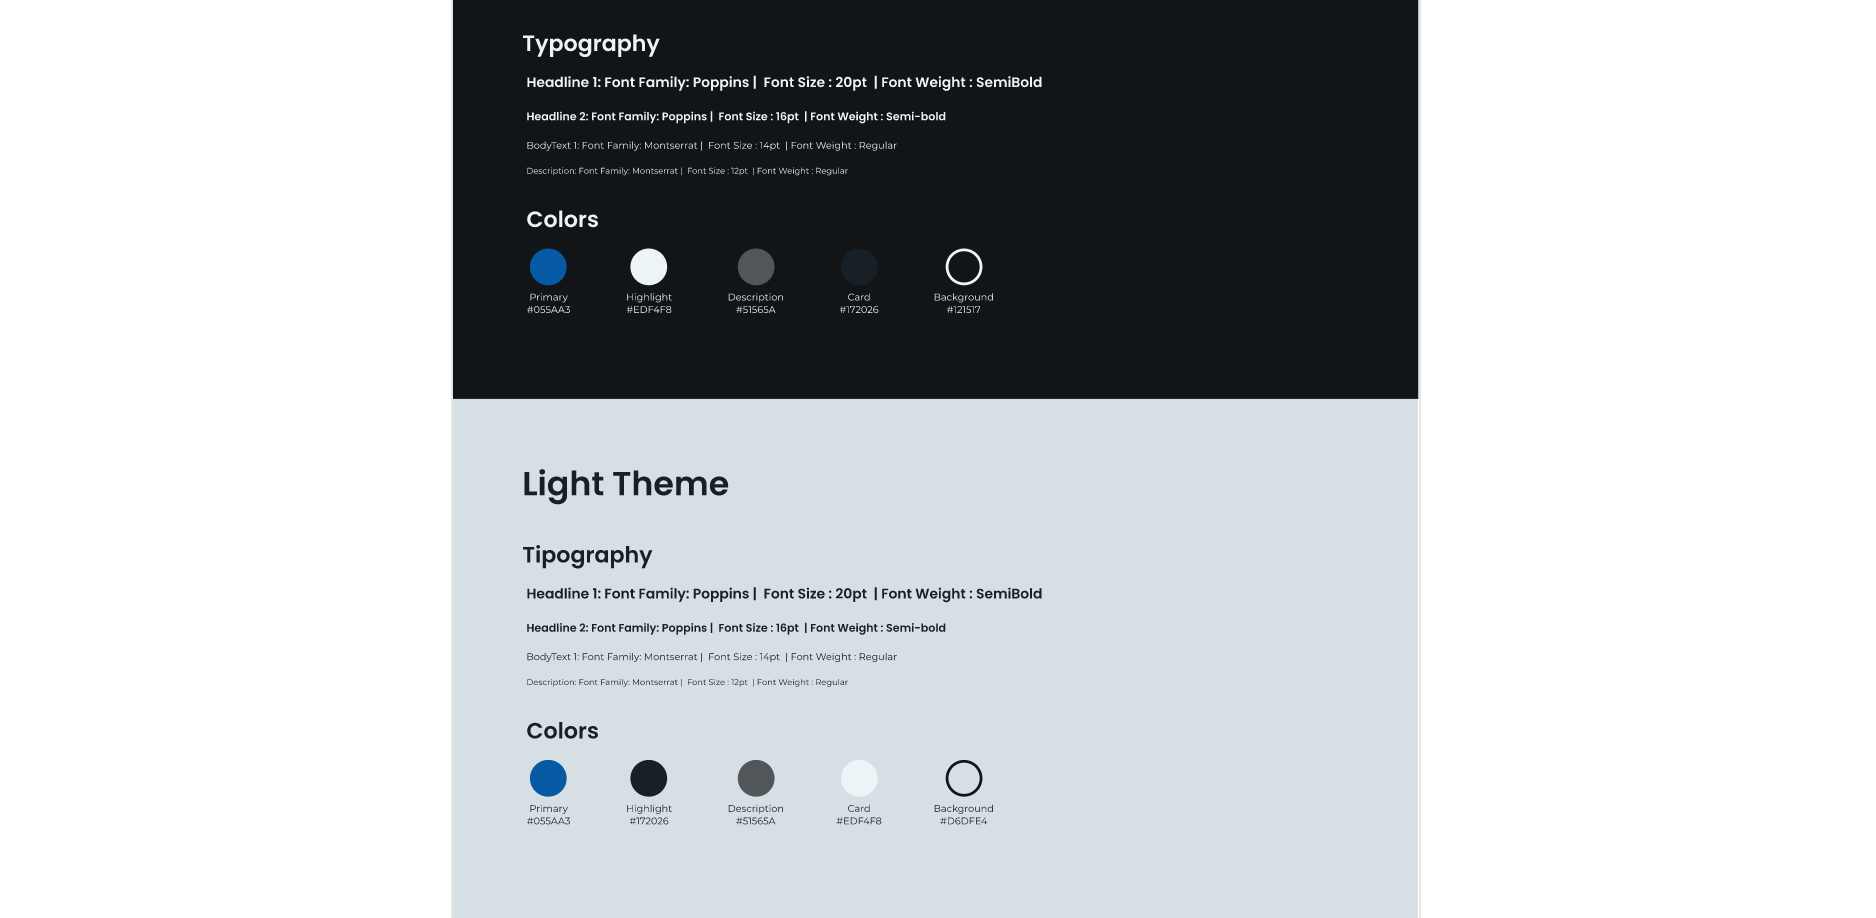 Typography
Headline 1: Font Family: Poppins | Font Size : 20pt | Font Weight : SemiBold
Headline 2: Font Family: Poppins | Font Size : 16pt | Font Weight : Semi-bold
BodyText 1: Font Family: Montserrat | Font Size : 14pt | Font Weight : Regular
Description: Font Family: Montserrat | Font Size : 12pt | Font Weight : Regular
Colors
Primary Highlight Description Card Background
#055AA3 #EDF4F8 #51565A #172026 #121517
Light Theme
Tipography
Headline 1: Font Family: Poppins | Font Size : 20pt | Font Weight : SemiBold
Headline 2: Font Family: Poppins | Font Size : 16pt | Font Weight : Semi-bold
BodyText 1: Font Family: Montserrat | Font Size : 14pt | Font Weight : Regular
Description: Font Family: Montserrat | Font Size : 12pt | Font Weight : Regular
Colors
Primary Highlight Description Card Background
#055AA3 #172026 #51565A #EDF4F8 #D6DFE4